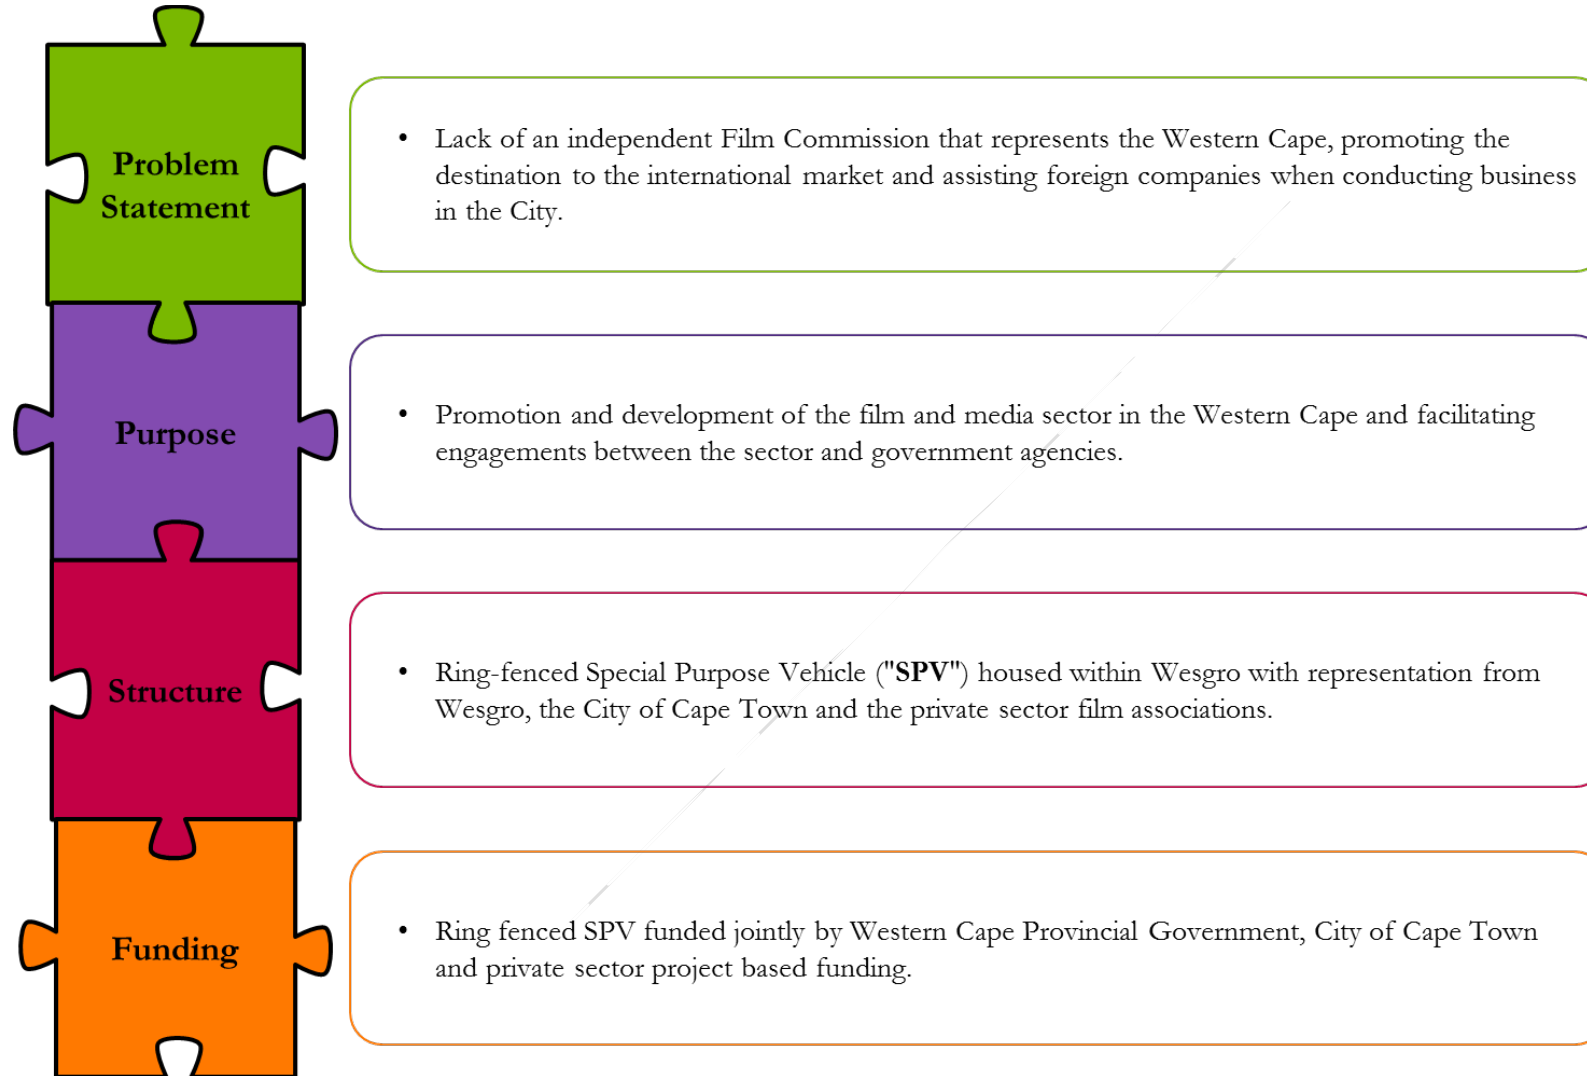 Problem
Statement
• Lack of an independent Film Commission that represents the Western Cape, promoting the
destination to the international market and assisting foreign companies when conducting business
in the City.
Purpose
• Promotion and development of the film and media sector in the Western Cape and facilitating
engagements between the sector and government agencies.
Structure
• Ring-fenced Special Purpose Vehicle ("SPV") housed within Wesgro with representation from
Wesgro, the City of Cape Town and the private sector film associations.
Funding
• Ring fenced SPV funded jointly by Western Cape Provincial Government, City of Cape Town
and private sector project based funding.